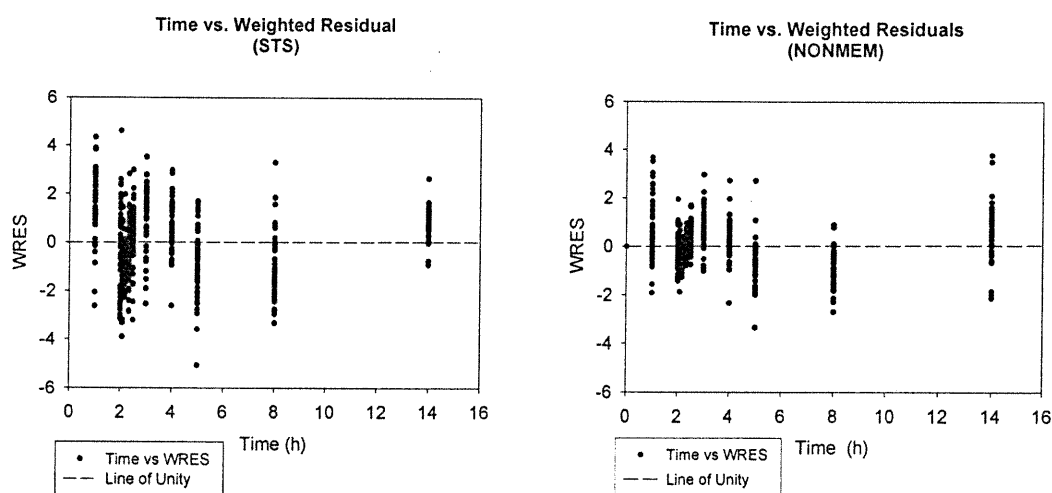 Time vs. Weighted Residual
(STS)
WRES
6
4
2
0
-2
-4
-6
0 2 4 6 8 10 12 14 16
Time (h)
Time vs WRES
Line of Unity
Time vs. Weighted Residuals
(NONMEM)
WRES
6
4
2
0
-2
-4
-6
0 2 4 6 8 10 12 14 16
Time (h)
Time vs WRES
Line of Unity